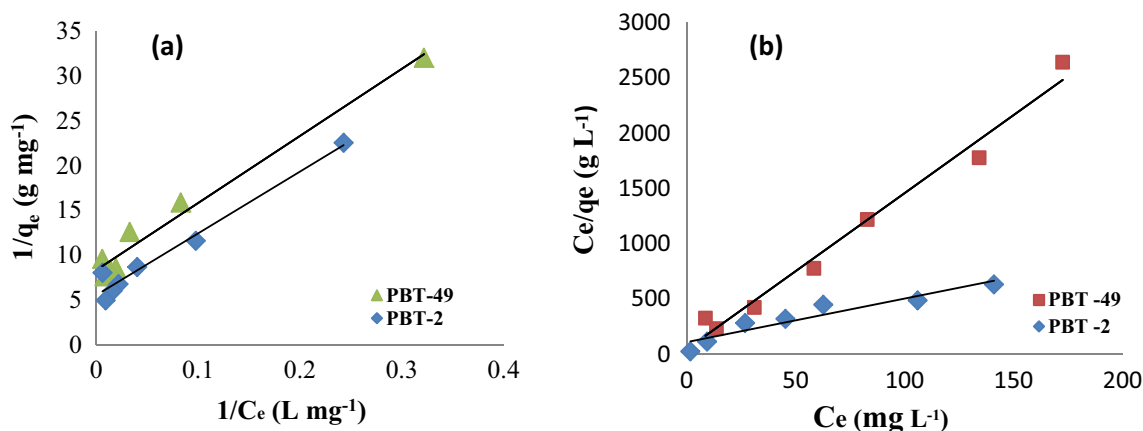 (a)
1/qe (g mg-1)
35
30
25
20
15
10
5
0
0 0.1 0.2 0.3 0.4
1/Ce (L mg-1)
PBT-49
PBT-2
(b)
Ce/qe (g L-1)
3000
2500
2000
1500
1000
500
0
0 50 100 150 200
Ce (mg L-1)
PBT -49
PBT -2